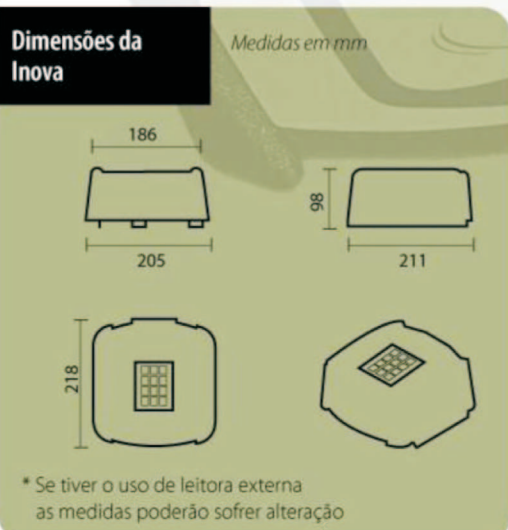 Dimensões da
Inova
Medidas em mm
186
205
98
211
218
* Se tiver o uso de leitora externa
as medidas poderão sofrer alteração